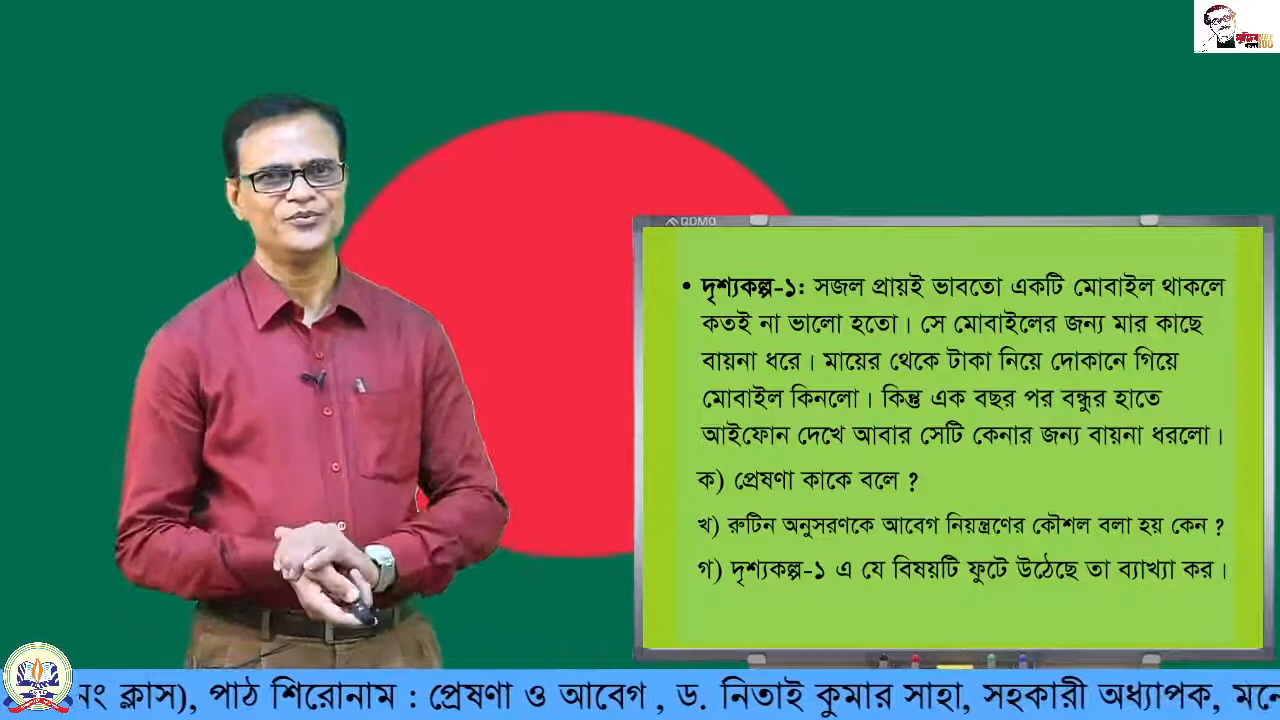 QDMO
• দৃশ্যকল্প-১: সজল প্রায়ই ভাবতো একটি মোবাইল থাকলে
কতই না ভালো হতো। সে মোবাইলের জন্য মার কাছে
বায়না ধরে। মায়ের থেকে টাকা নিয়ে দোকানে গিয়ে
মোবাইল কিনলো। কিন্তু এক বছর পর বন্ধুর হাতে
আইফোন দেখে আবার সেটি কেনার জন্য বায়না ধরলো।
ক) প্রেষণা কাকে বলে ?
খ) রুটিন অনুসরণকে আবেগ নিয়ন্ত্রণের কৌশল বলা হয় কেন ?
গ) দৃশ্যকল্প-১ এ যে বিষয়টি ফুটে উঠেছে তা ব্যাখ্যা কর।
নং ক্লাস), পাঠ শিরোনাম : প্রেষণা ও আবেগ , ড. নিতাই কুমার সাহা, সহকারী অধ্যাপক, মনে